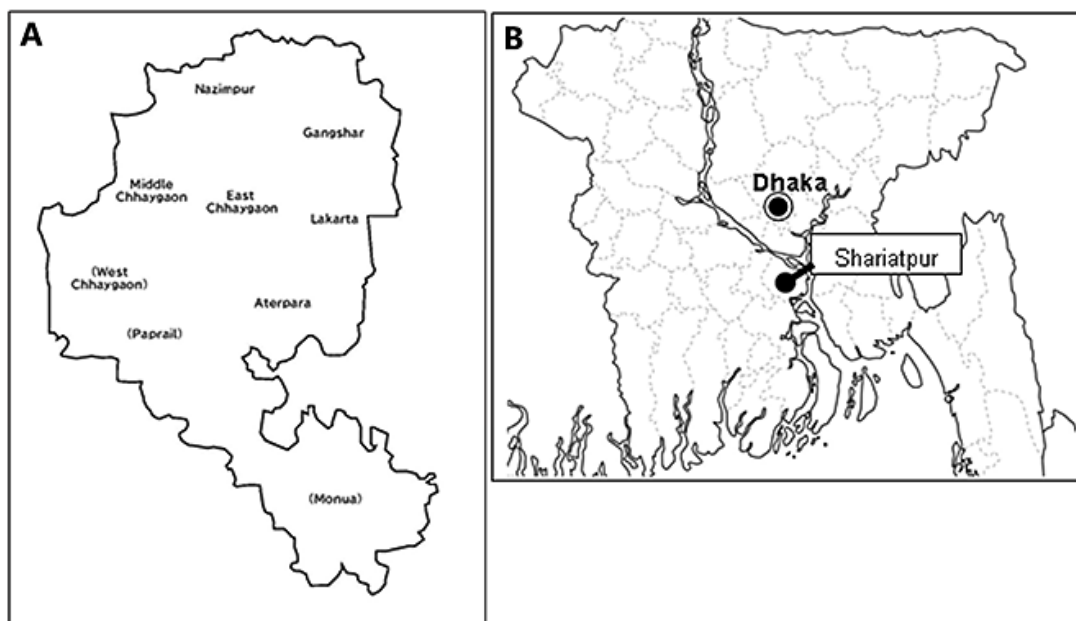 A
Nazimpur
Gangshar
Middle
Chhaygaon
East
Chhaygaon
Lakarta
(West
Chhaygaon)
Aterpara
(Paprail)
(Monua)
B
Dhaka
Shariatpur